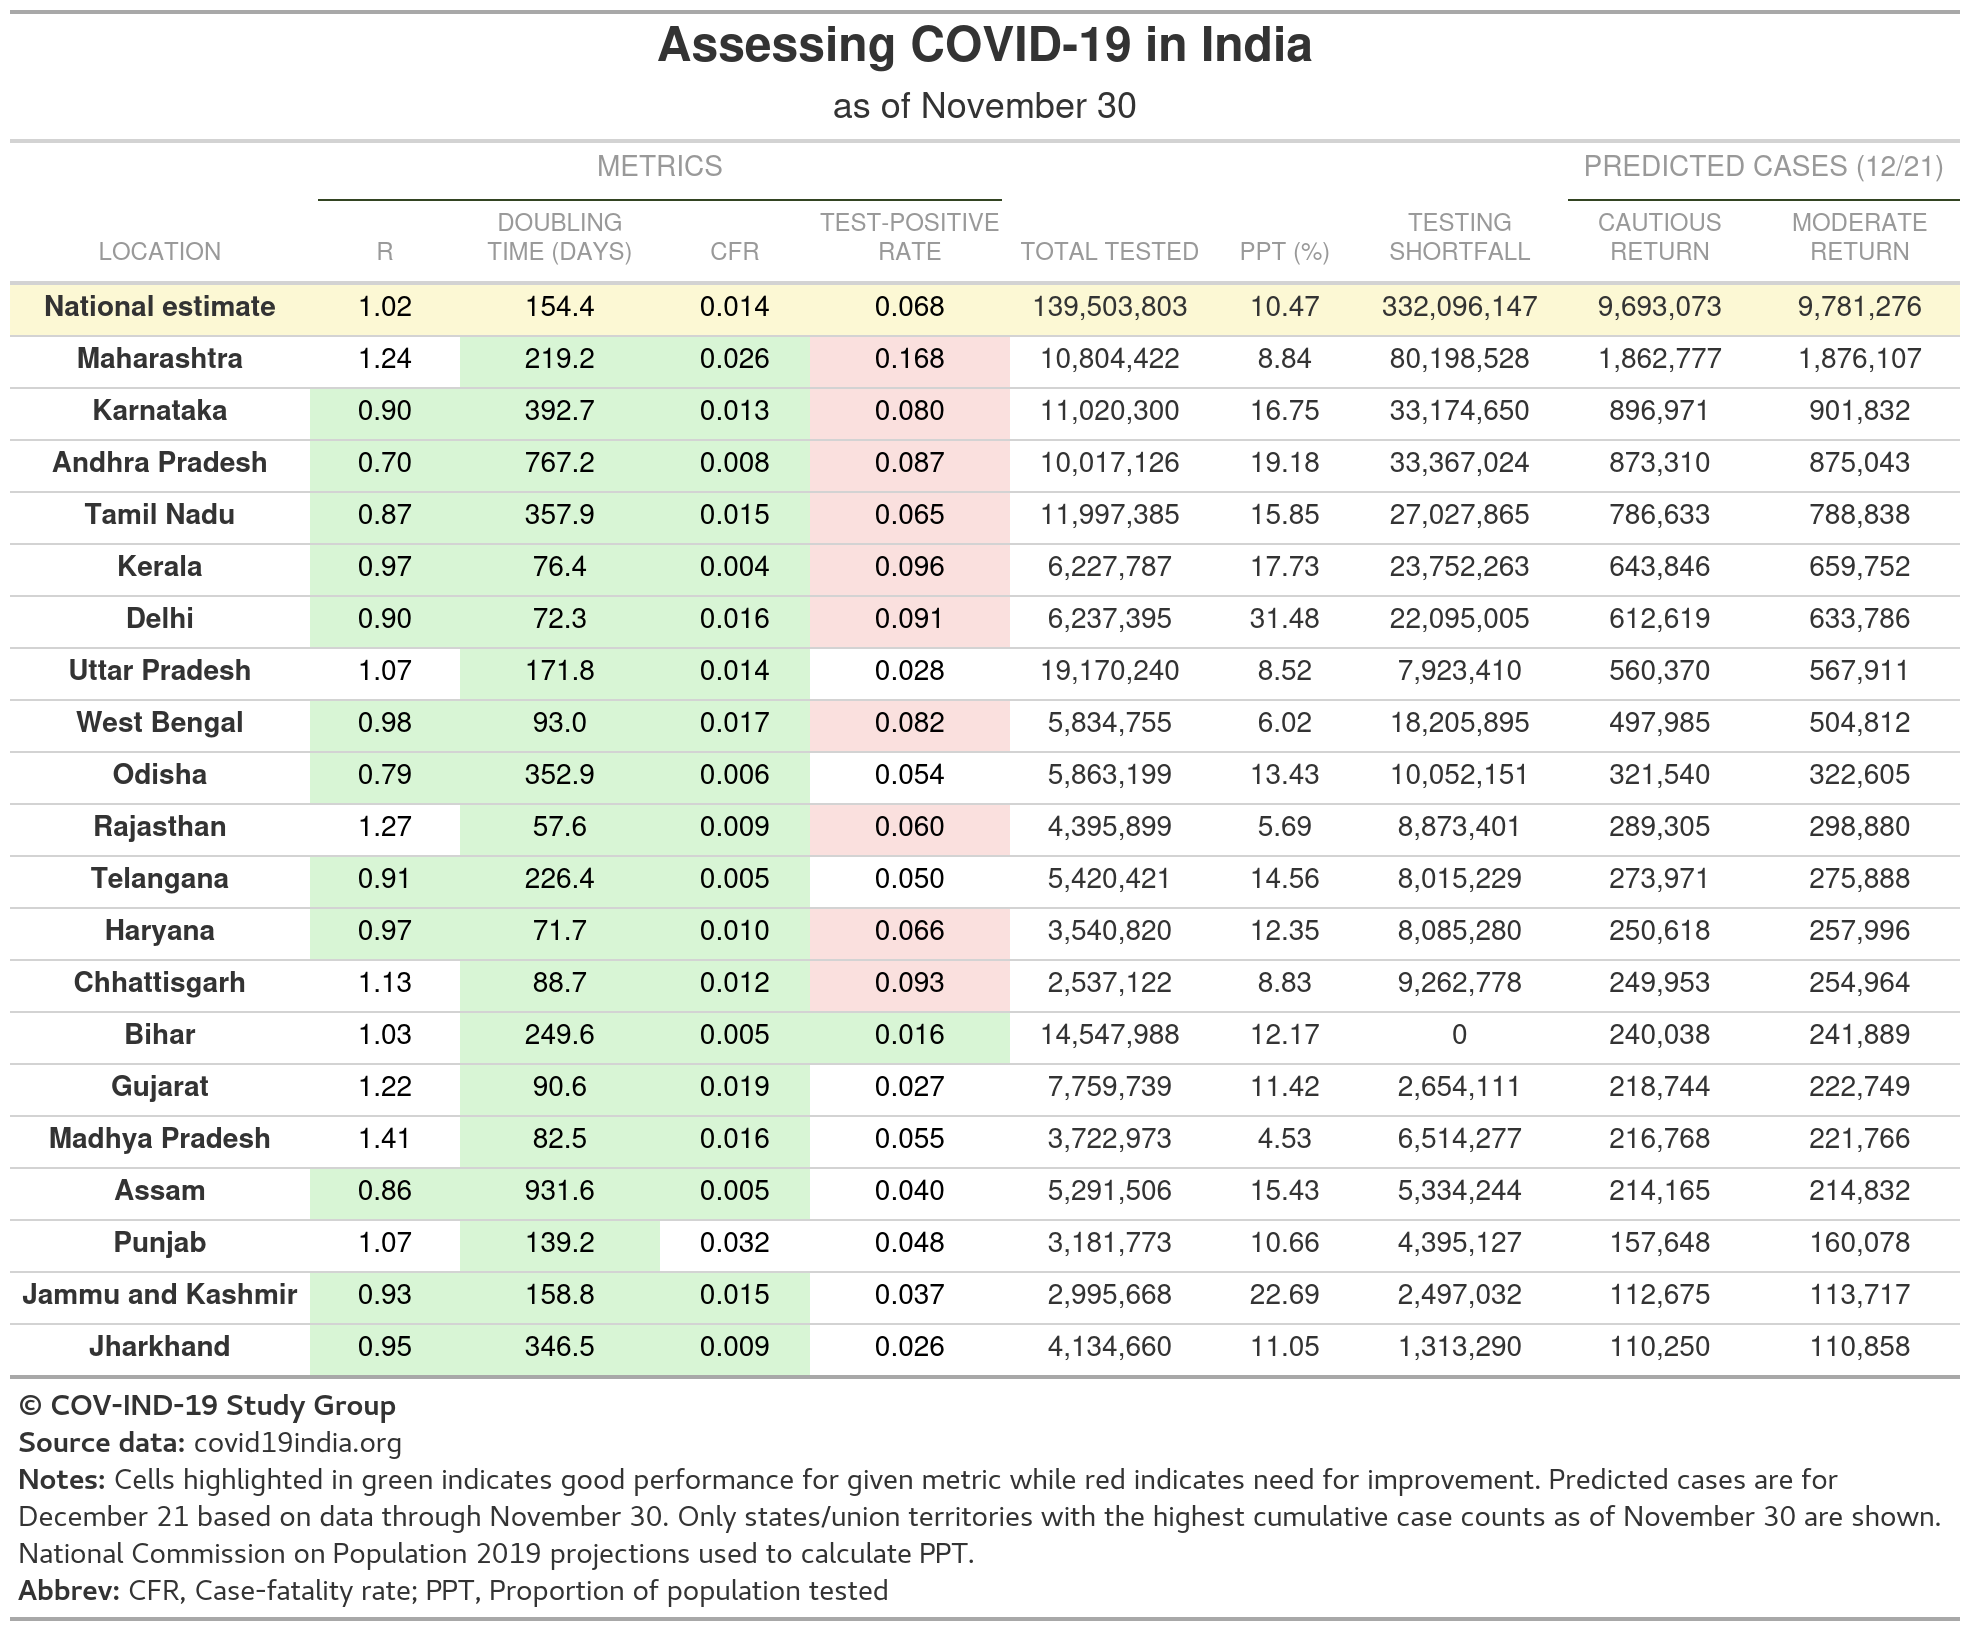 Assessing COVID-19 in India
as of November 30
METRICS PREDICTED CASES (12/21)
LOCATION R DOUBLING TIME (DAYS) CFR TEST-POSITIVE RATE TOTAL TESTED PPT (%) TESTING SHORTFALL CAUTIOUS RETURN MODERATE RETURN
National estimate 1.02 154.4 0.014 0.068 139,503,803 10.47 332,096,147 9,693,073 9,781,276
Maharashtra 1.24 219.2 0.026 0.168 10,804,422 8.84 80,198,528 1,862,777 1,876,107
Karnataka 0.90 392.7 0.013 0.080 11,020,300 16.75 33,174,650 896,971 901,832
Andhra Pradesh 0.70 767.2 0.008 0.087 10,017,126 19.18 33,367,024 873,310 875,043
Tamil Nadu 0.87 357.9 0.015 0.065 11,997,385 15.85 27,027,865 786,633 788,838
Kerala 0.97 76.4 0.004 0.096 6,227,787 17.73 23,752,263 643,846 659,752
Delhi 0.90 72.3 0.016 0.091 6,237,395 31.48 22,095,005 612,619 633,786
Uttar Pradesh 1.07 171.8 0.014 0.028 19,170,240 8.52 7,923,410 560,370 567,911
West Bengal 0.98 93.0 0.017 0.082 5,834,755 6.02 18,205,895 497,985 504,812
Odisha 0.79 352.9 0.006 0.054 5,863,199 13.43 10,052,151 321,540 322,605
Rajasthan 1.27 57.6 0.009 0.060 4,395,899 5.69 8,873,401 289,305 298,880
Telangana 0.91 226.4 0.005 0.050 5,420,421 14.56 8,015,229 273,971 275,888
Haryana 0.97 71.7 0.010 0.066 3,540,820 12.35 8,085,280 250,618 257,996
Chhattisgarh 1.13 88.7 0.012 0.093 2,537,122 8.83 9,262,778 249,953 254,964
Bihar 1.03 249.6 0.005 0.016 14,547,988 12.17 0 240,038 241,889
Gujarat 1.22 90.6 0.019 0.027 7,759,739 11.42 2,654,111 218,744 222,749
Madhya Pradesh 1.41 82.5 0.016 0.055 3,722,973 4.53 6,514,277 216,768 221,766
Assam 0.86 931.6 0.005 0.040 5,291,506 15.43 5,334,244 214,165 214,832
Punjab 1.07 139.2 0.032 0.048 3,181,773 10.66 4,395,127 157,648 160,078
Jammu and Kashmir 0.93 158.8 0.015 0.037 2,995,668 22.69 2,497,032 112,675 113,717
Jharkhand 0.95 346.5 0.009 0.026 4,134,660 11.05 1,313,290 110,250 110,858
© COV-IND-19 Study Group
Source data: covid19india.org
Notes: Cells highlighted in green indicates good performance for given metric while red indicates need for improvement. Predicted cases are for
December 21 based on data through November 30. Only states/union territories with the highest cumulative case counts as of November 30 are shown.
National Commission on Population 2019 projections used to calculate PPT.
Abbrev: CFR, Case-fatality rate; PPT, Proportion of population tested